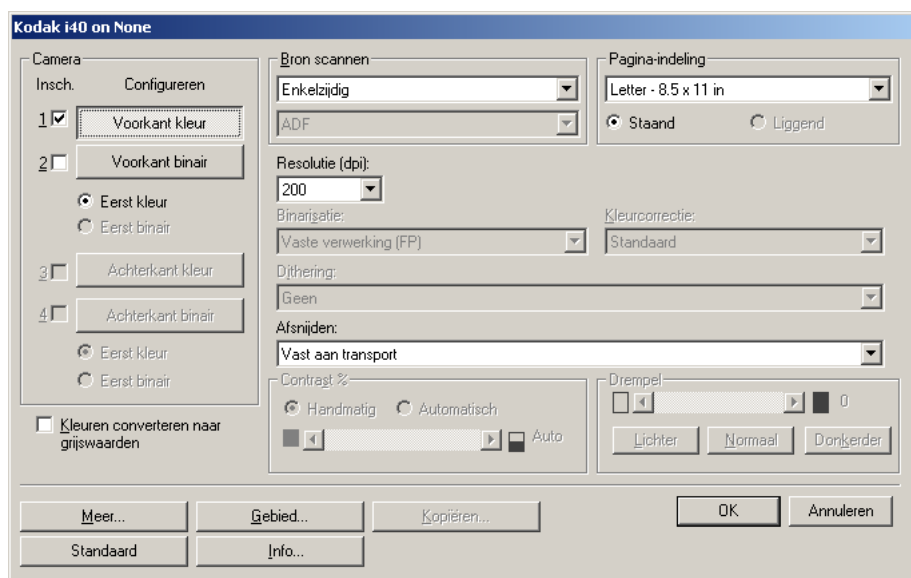 Kodak i40 on None
Camera
Insch. Configureren
1 Voorkant kleur
2 Voorkant binair
Eerst kleur
Eerst binair
3 Achterkant kleur
4 Achterkant binair
Eerst kleur
Eerst binair
Kleuren converteren naar
grijswaarden
Bron scannen
Enkelzijdig
ADF
Pagina-indeling
Letter - 8.5 x 11 in
Staand Liggend
Resolutie (dpi):
200
Binarisatie:
Vaste verwerking (FP)
Kleurcorrectie:
Standaard
Dithering:
Geen
Afsnijden:
Vast aan transport
Contrast %
Handmatig Automatisch
Auto
Drempel
0
Lichter Normaal Donkerder
Meer... Gebied... Kopiëren...
Standaard Info...
OK Annuleren